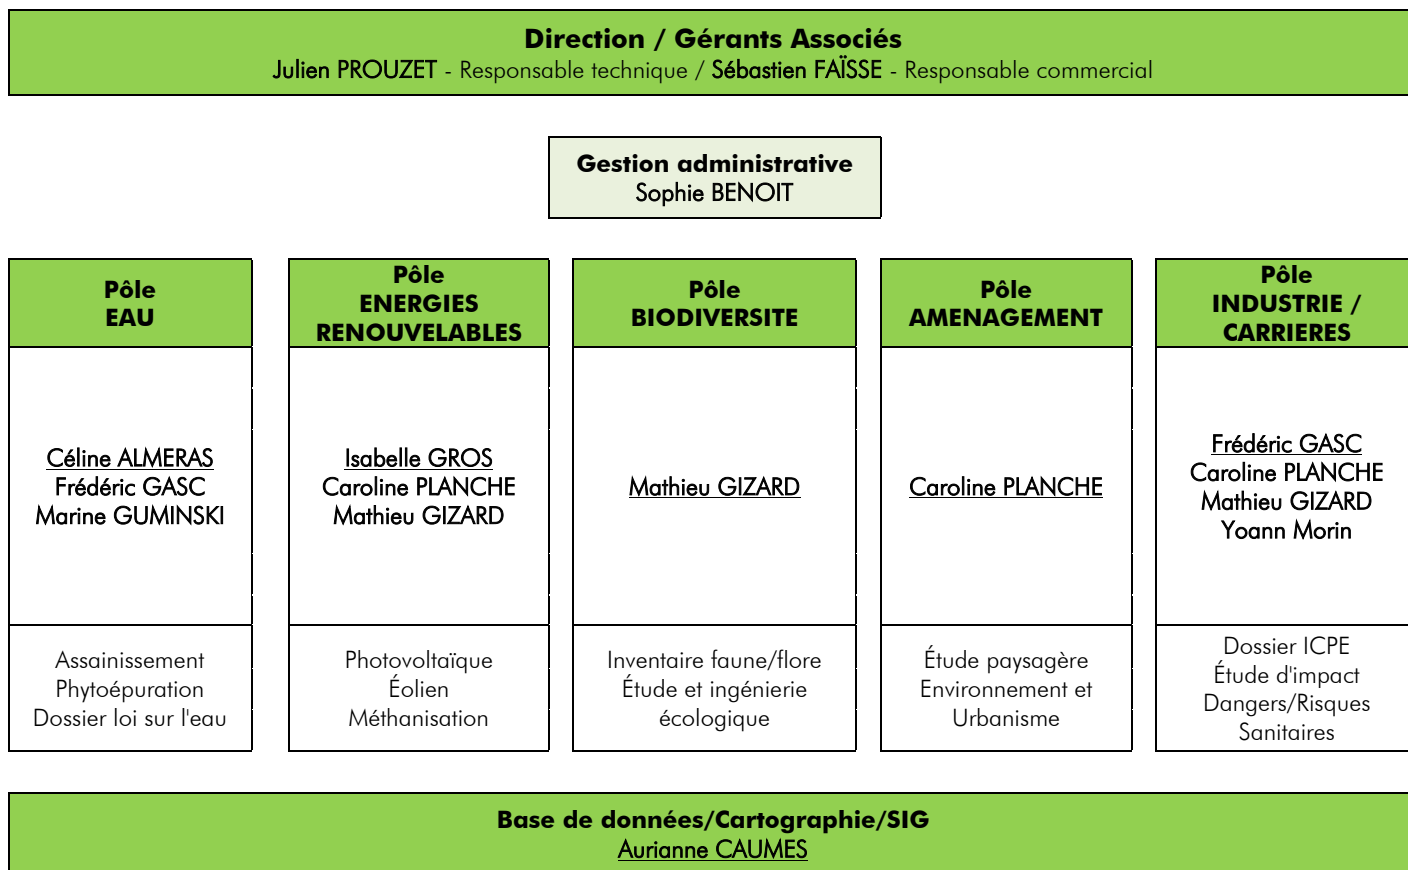 Direction / Gérants Associés
Julien PROUZET - Responsable technique / Sébastien FAÏSSE - Responsable commercial
Gestion administrative
Sophie BENOIT
Pôle
EAU
Céline ALMERAS
Frédéric GASC
Marine GUMINSKI
Assainissement
Phytoépuration
Dossier loi sur l'eau
Pôle
ENERGIES
RENOUVELABLES
Isabelle GROS
Caroline PLANCHE
Mathieu GIZARD
Photovoltaïque
Éolien
Méthanisation
Pôle
BIODIVERSITE
Mathieu GIZARD
Inventaire faune/flore
Étude et ingénierie
écologique
Pôle
AMENAGEMENT
Caroline PLANCHE
Étude paysagère
Environnement et
Urbanisme
Pôle
INDUSTRIE /
CARRIERES
Frédéric GASC
Caroline PLANCHE
Mathieu GIZARD
Yoann Morin
Dossier ICPE
Étude d'impact
Dangers/Risques
Sanitaires
Base de données/Cartographie/SIG
Aurianne CAUMES